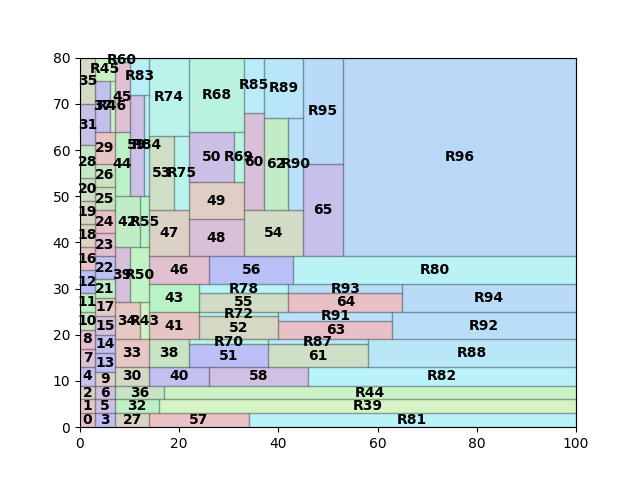 80
R60
R45 R83
35 R74 R68 R85 R89
45
70
37 R46
R95
31
60
29 44 59 R84 50 R69 60 62 R90 R96
28
26 53 R75
20
50
25 49
19
24 42 R55 65
18 23 47 48 54
40
16
22 39 R50 46 56 R80
12
21 R78 R93
30
11 17 43 55 64 R94
10 34 R43 R72 R91
15 41 52 63 R92
20
8 14 R70 R87
7 13 33 38 51 61 R88
4 9 30 40 58 R82
10
2 6 36 R44
1 5 32 R39
0 3 27 57 R81
0
0 20 40 60 80 100